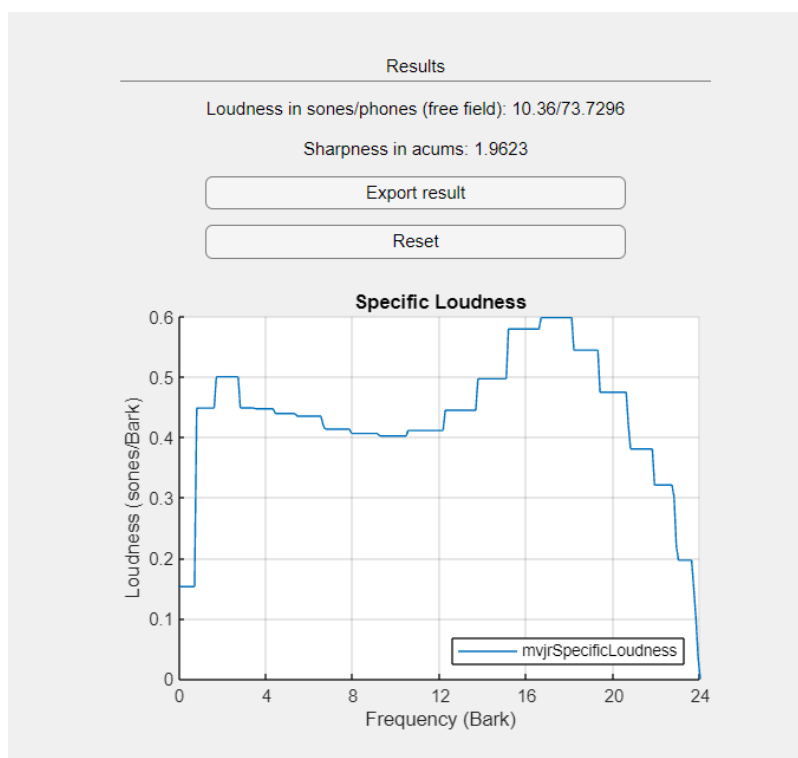 Results
Loudness in sones/phones (free field): 10.36/73.7296
Sharpness in acums: 1.9623
Export result
Reset
Specific Loudness
0.6
0.5
0.4
0.3
0.2
0.1
0
Loudness (sones/Bark)
mvjrSpecificLoudness
0 4 8 12 16 20 24
Frequency (Bark)